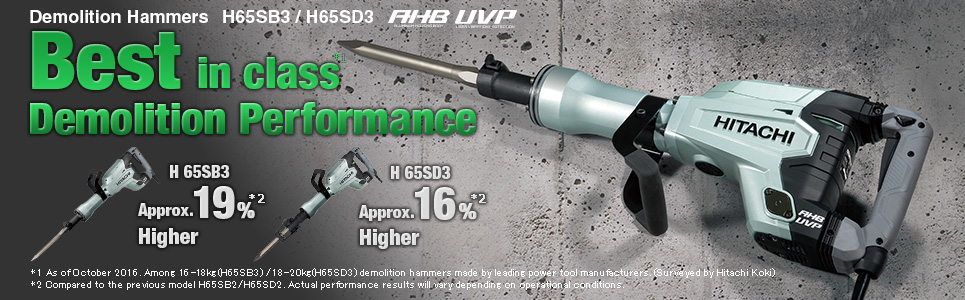 Demolition Hammers H65SB3 / H65SD3 AHB UVP
Best in class*1
Demolition Performance
H 65SB3
Approx. 19%*2
Higher
H 65SD3
Approx. 16%*2
Higher
HITACHI
AHB
UVP
*1 As of October 2016. Among 16-18kg(H65SB3) /18-20kg(H65SD3) demolition hammers made by leading power tool manufacturers. (Surveyed by Hitachi Koki)
*2 Compared to the previous model H65SB2/H65SD2. Actual performance results will vary depending on operational conditions.